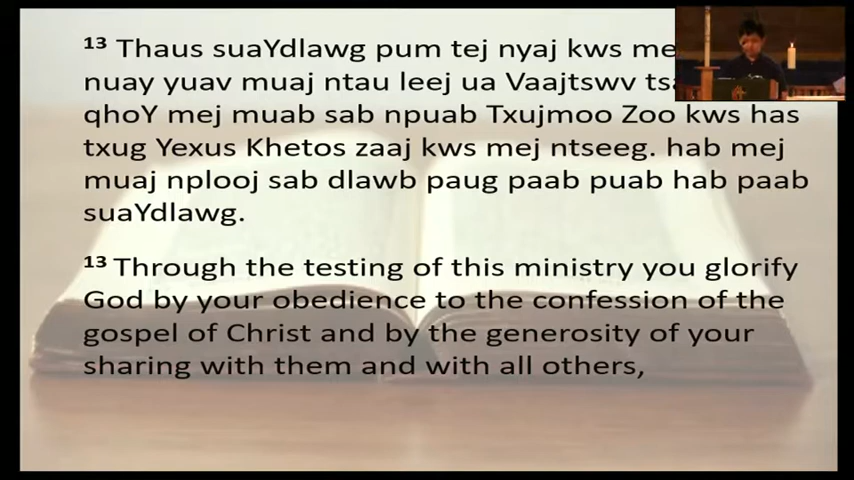 13 Thaus suaYdlawg pum tej nyaj kws
nuay yuav muaj ntau leej ua Vaajtswv
qhoY mej muab sab npuab Txujmoo Zoo kws has
txug Yexus Khetos zaaj kws mej ntseeg. hab mej
muaj nplooj sab dlawb paug paab puab hab paab
suaYdlawg.
13 Through the testing of this ministry you glorify
God by your obedience to the confession of the
gospel of Christ and by the generosity of your
sharing with them and with all others,